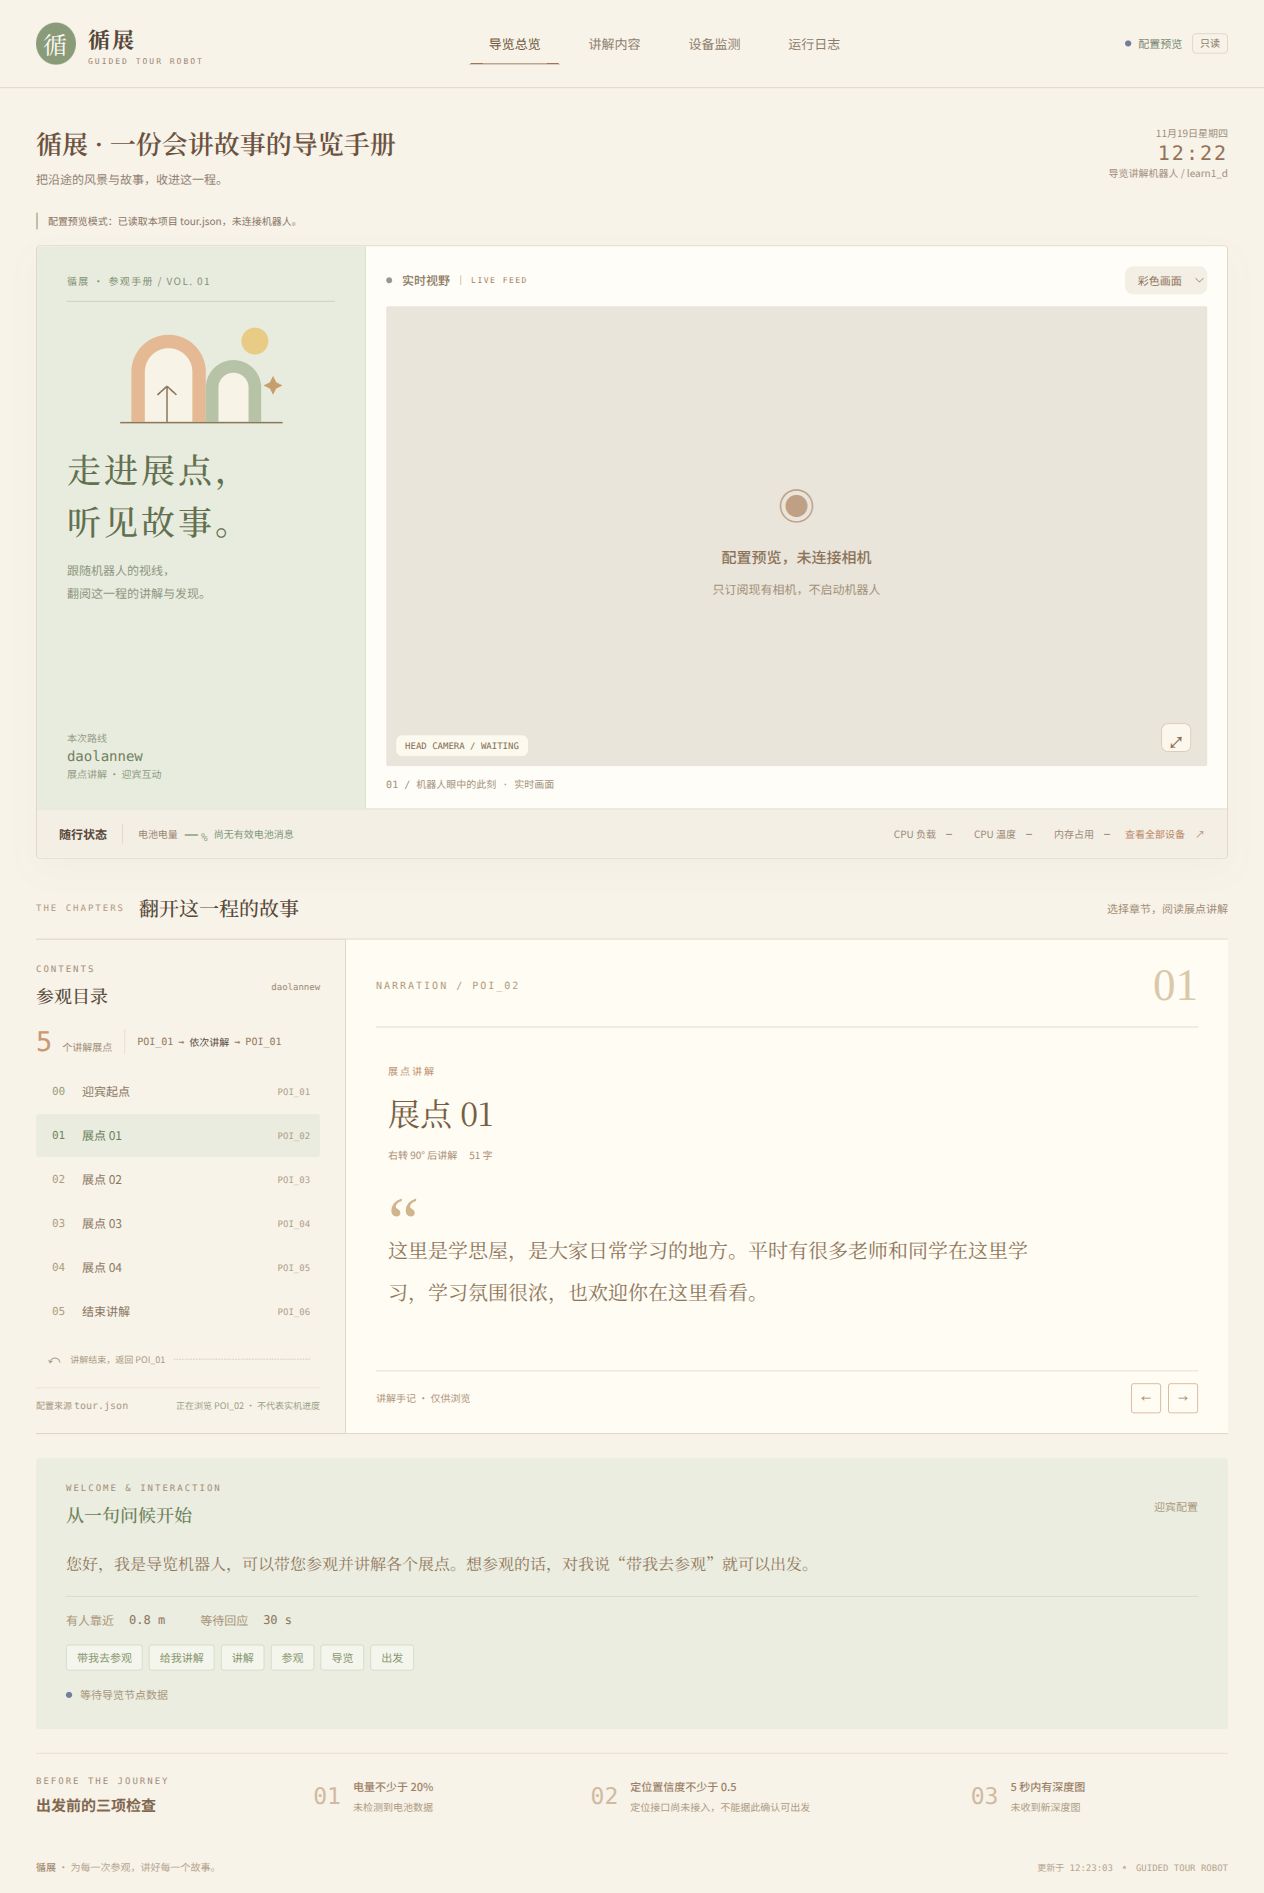 循
循展
GUIDED TOUR ROBOT
导览总览
讲解内容
设备监测
运行日志
配置预览
只读
循展 · 一份会讲故事的导览手册
把沿途的风景与故事，收进这一程。
11月19日星期四
12:22
导览讲解机器人 / learn1_d
配置预览模式：已读取本项目 tour.json，未连接机器人。
循展 · 参观手册 / VOL. 01
走进展点，
听见故事。
跟随机器人的视线，
翻阅这一程的讲解与发现。
本次路线
daolannew
展点讲解 · 迎宾互动
实时视野 | LIVE FEED
彩色画面
配置预览，未连接相机
只订阅现有相机，不启动机器人
HEAD CAMERA / WAITING
01 / 机器人眼中的此刻 · 实时画面
随行状态
电池电量 —% 尚无有效电池消息
CPU 负载 —
CPU 温度 —
内存占用 —
查看全部设备 ↗
THE CHAPTERS
翻开这一程的故事
选择章节，阅读展点讲解
CONTENTS
参观目录
daolannew
5 个讲解展点
POI_01 → 依次讲解 → POI_01
00 迎宾起点 POI_01
01 展点 01 POI_02
02 展点 02 POI_03
03 展点 03 POI_04
04 展点 04 POI_05
05 结束讲解 POI_06
讲解结束，返回 POI_01
配置来源 tour.json
正在浏览 POI_02 · 不代表实机进度
NARRATION / POI_02
01
展点讲解
展点 01
右转 90° 后讲解 51 字
“
这里是学思屋，是大家日常学习的地方。平时有很多老师和同学在这里学
习，学习氛围很浓，也欢迎你在这里看看。
讲解手记 · 仅供浏览
← →
WELCOME & INTERACTION
从一句问候开始
迎宾配置
您好，我是导览机器人，可以带您参观并讲解各个展点。想参观的话，对我说“带我去参观”就可以出发。
有人靠近 0.8 m 等待回应 30 s
带我去参观 给我讲解 讲解 参观 导览 出发
等待导览节点数据
BEFORE THE JOURNEY
出发前的三项检查
01 电量不少于 20%
未检测到电池数据
02 定位置信度不少于 0.5
定位接口尚未接入，不能据此确认可出发
03 5 秒内有深度图
未收到新深度图
循展 · 为每一次参观，讲好每一个故事。
更新于 12:23:03 • GUIDED TOUR ROBOT